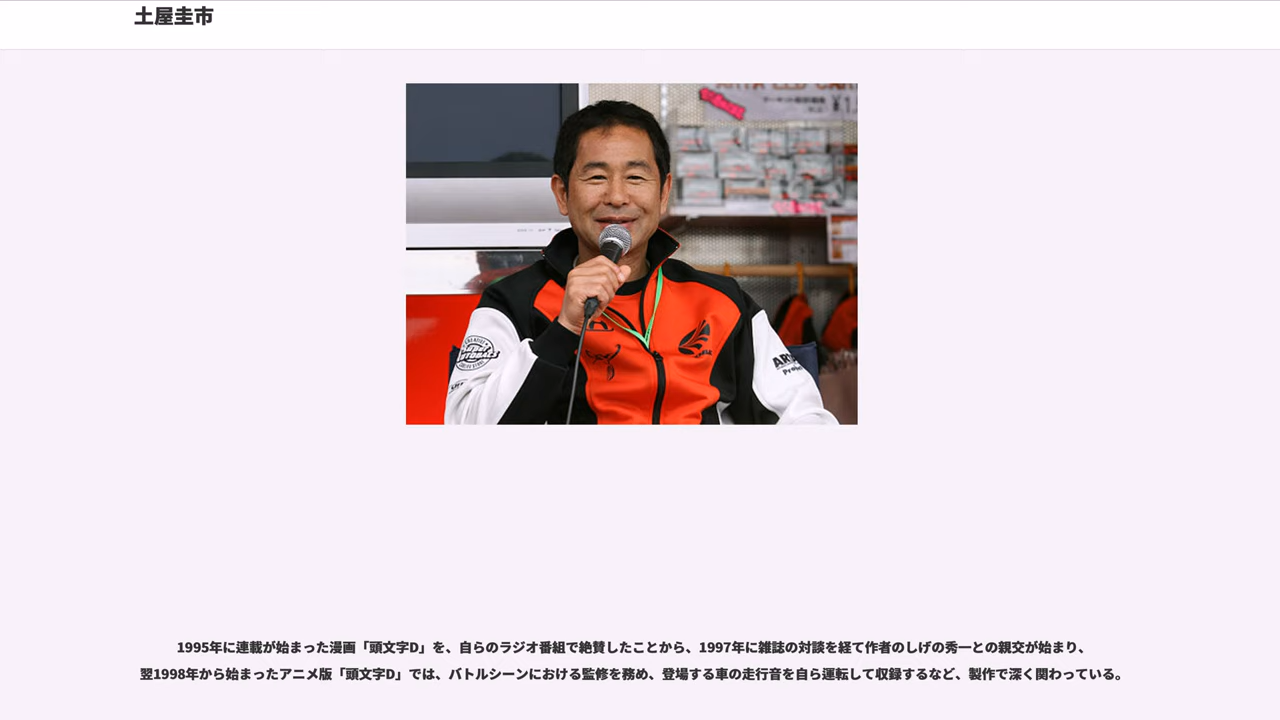 土屋圭市
1995年に連載が始まった漫画「頭文字D」を、自らのラジオ番組で絶賛したことから、1997年に雑誌の対談を経て作者のしげの秀一との親交が始まり、
翌1998年から始まったアニメ版「頭文字D」では、バトルシーンにおける監修を務め、登場する車の走行音を自ら運転して収録するなど、製作で深く関わっている。